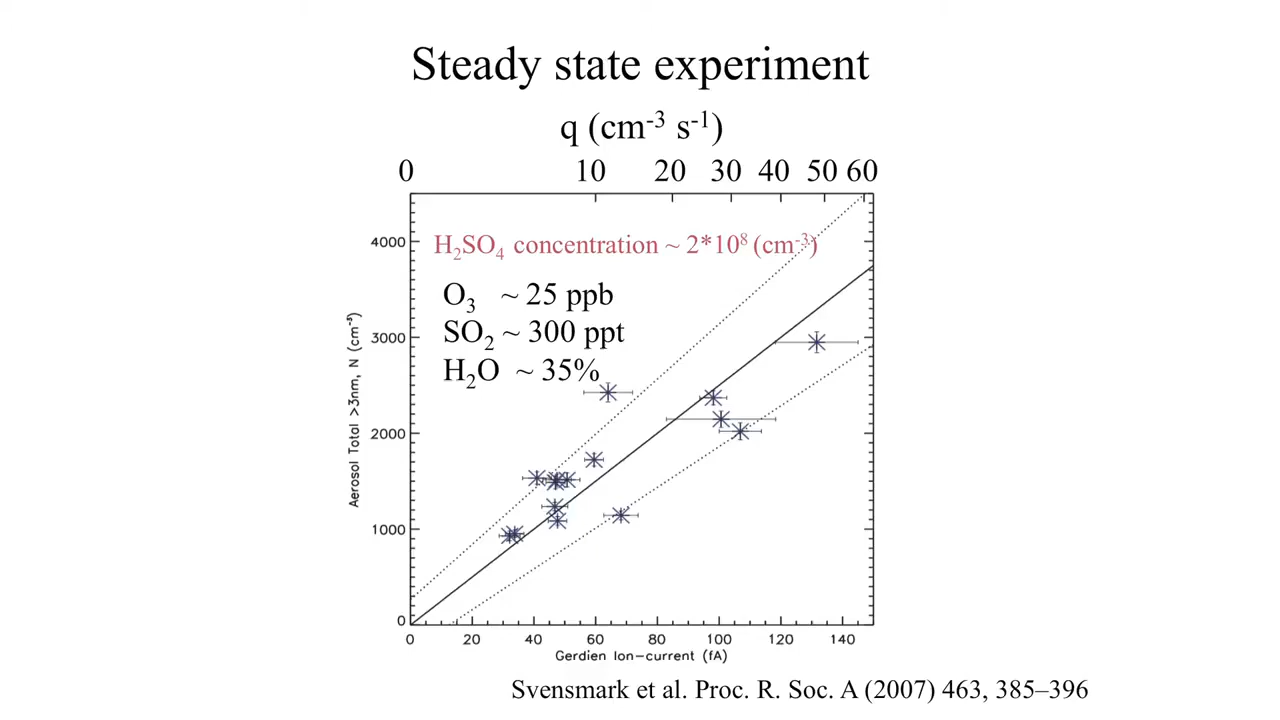 Steady state experiment
q (cm⁻³ s⁻¹)
0 10 20 30 40 50 60
H₂SO₄ concentration ~ 2*10⁸ (cm⁻³)
O₃ ~ 25 ppb
SO₂ ~ 300 ppt
H₂O ~ 35%
Aerosol Total >3nm, N (cm⁻³)
4000
3000
2000
1000
0
0 20 40 60 80 100 120 140
Gerdien Ion-current (fA)
Svensmark et al. Proc. R. Soc. A (2007) 463, 385–396